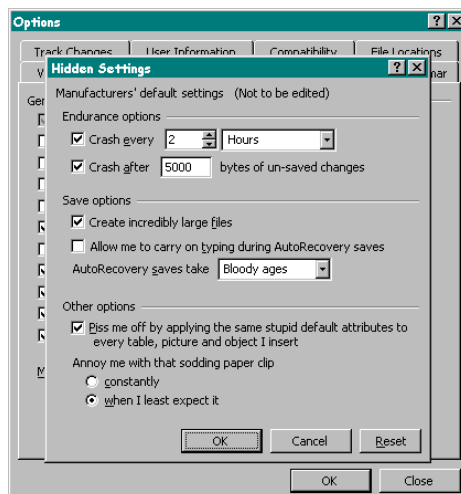 Options
Track Changes User Information Compatibility File Locations
Hidden Settings
Manufacturers' default settings (Not to be edited)
Endurance options
Crash every 2 Hours
Crash after 5000 bytes of un-saved changes
Save options
Create incredibly large files
Allow me to carry on typing during AutoRecovery saves
AutoRecovery saves take Bloody ages
Other options
Piss me off by applying the same stupid default attributes to
every table, picture and object I insert
Annoy me with that sodding paper clip
constantly
when I least expect it
OK Cancel Reset
OK Close